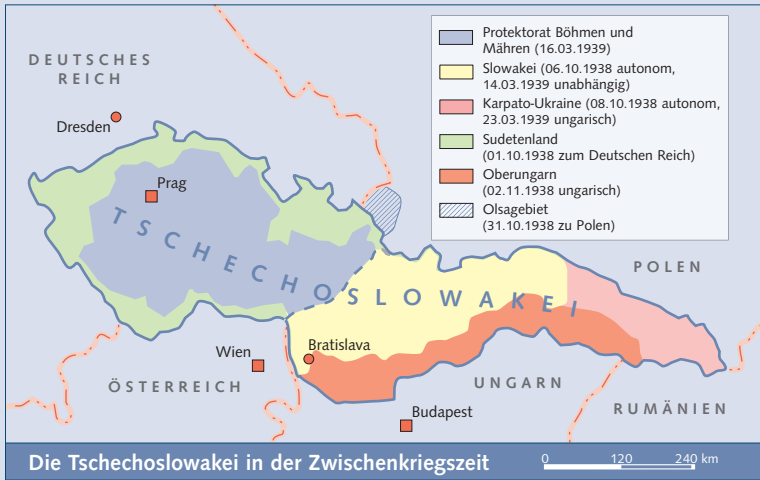 Protektorat Böhmen und
Mähren (16.03.1939)
Slowakei (06.10.1938 autonom,
14.03.1939 unabhängig)
Karpato-Ukraine (08.10.1938 autonom,
23.03.1939 ungarisch)
Sudetenland
(01.10.1938 zum Deutschen Reich)
Oberungarn
(02.11.1938 ungarisch)
Olsagebiet
(31.10.1938 zu Polen)
DEUTSCHES
REICH
Dresden
Prag
TSCHECHOSLOWAKEI
POLEN
Bratislava
Wien
ÖSTERREICH
UNGARN
RUMÄNIEN
Budapest
Die Tschechoslowakei in der Zwischenkriegszeit
0 120 240 km